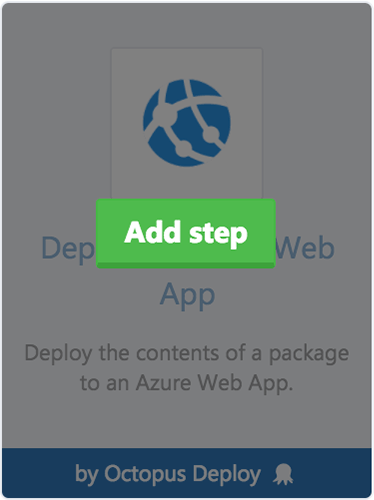 Add step
Dep Web
App
Deploy the contents of a package
to an Azure Web App.
by Octopus Deploy